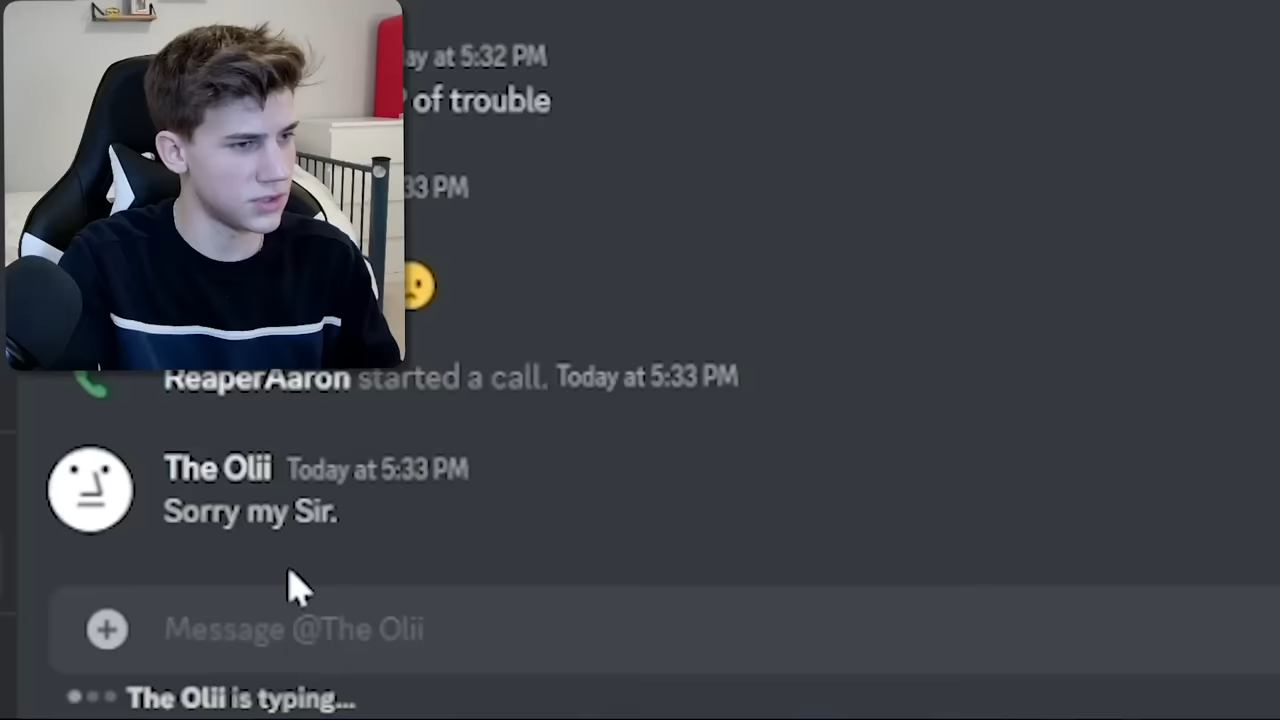 at 5:32 PM
of trouble
33 PM
ReaperAaron started a call. Today at 5:33 PM
The Olii Today at 5:33 PM
Sorry my Sir.
Message @The Olii
The Olii is typing...